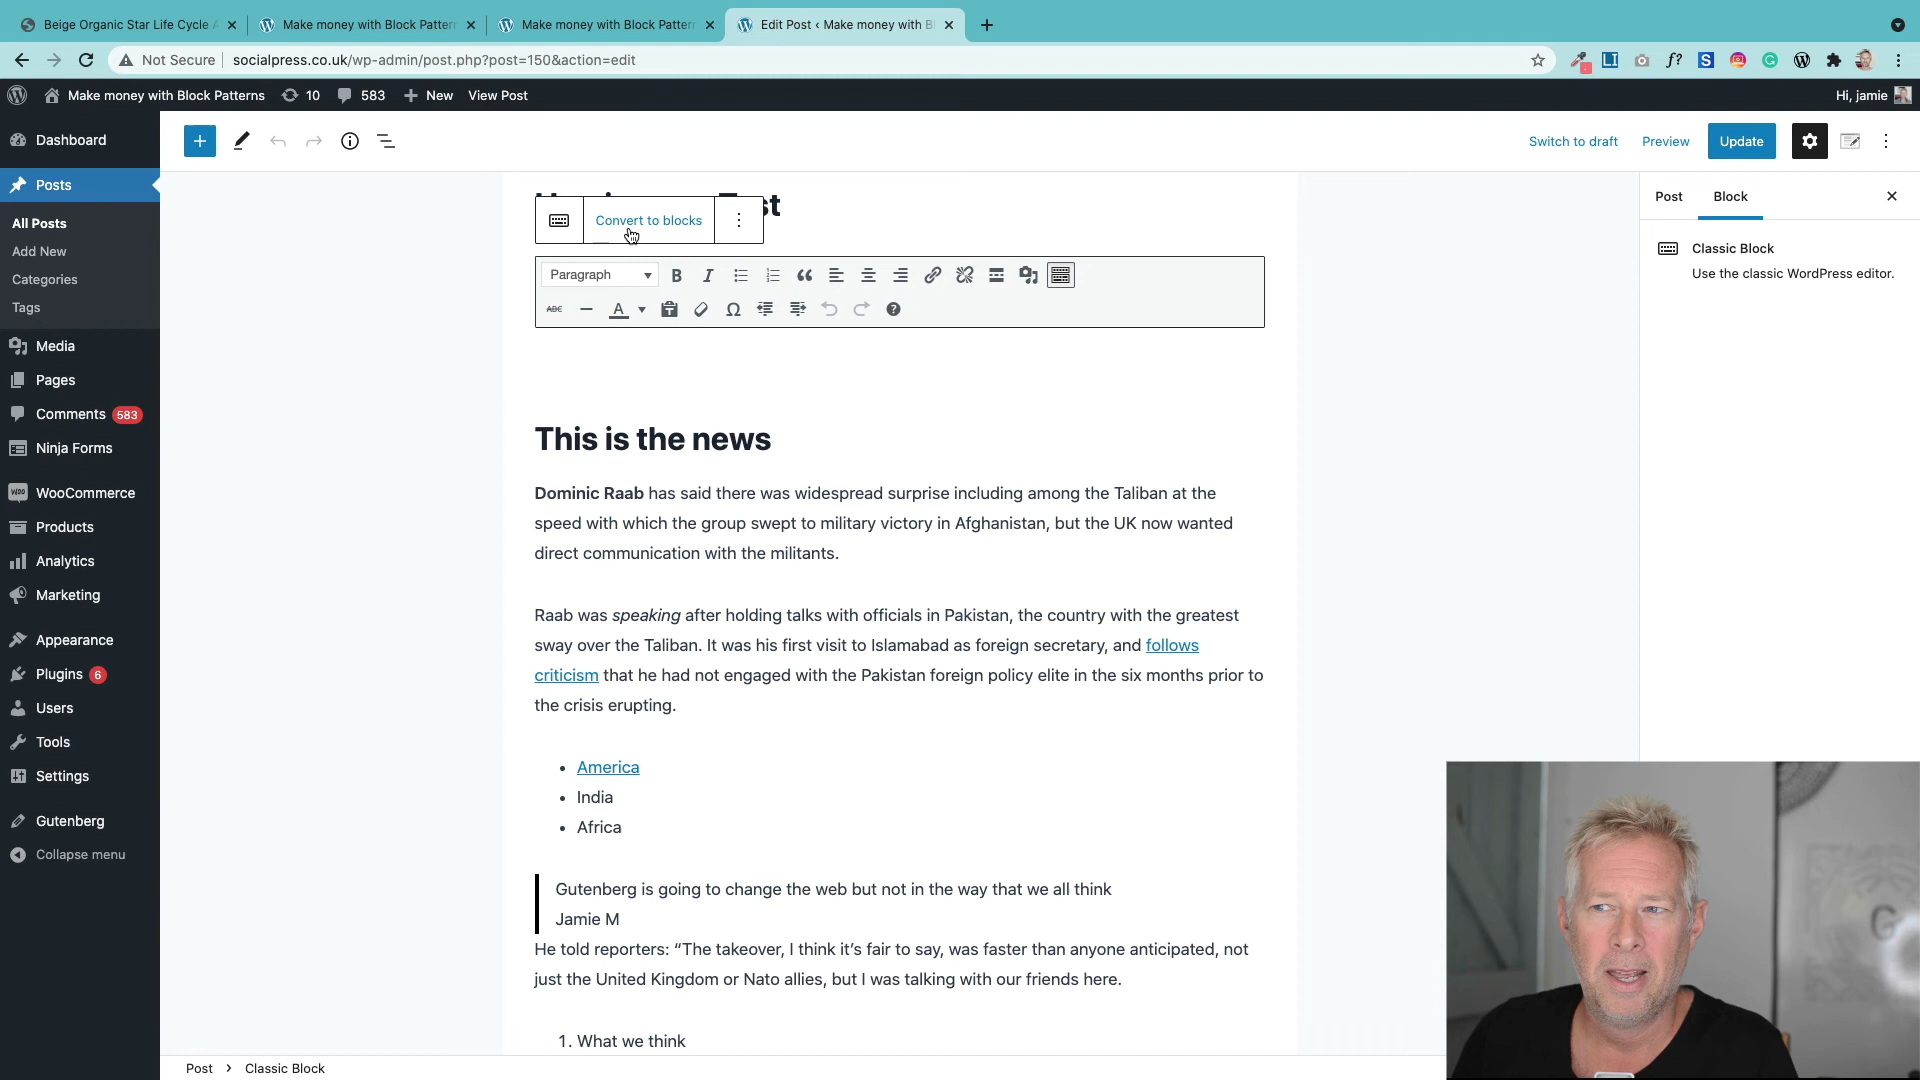 Beige Organic Star Life Cycle
Make money with Block Pattern
Make money with Block Pattern
Edit Post ‹ Make money with B
Not Secure
socialpress.co.uk/wp-admin/post.php?post=150&action=edit
Make money with Block Patterns
10
583
New
View Post
Hi, jamie
Dashboard
Posts
All Posts
Add New
Categories
Tags
Media
Pages
Comments 583
Ninja Forms
WooCommerce
Products
Analytics
Marketing
Appearance
Plugins 6
Users
Tools
Settings
Gutenberg
Collapse menu
Switch to draft
Preview
Update
Convert to blocks
Paragraph
This is the news
Dominic Raab has said there was widespread surprise including among the Taliban at the
speed with which the group swept to military victory in Afghanistan, but the UK now wanted
direct communication with the militants.
Raab was speaking after holding talks with officials in Pakistan, the country with the greatest
sway over the Taliban. It was his first visit to Islamabad as foreign secretary, and follows
criticism that he had not engaged with the Pakistan foreign policy elite in the six months prior to
the crisis erupting.
America
India
Africa
Gutenberg is going to change the web but not in the way that we all think
Jamie M
He told reporters: “The takeover, I think it’s fair to say, was faster than anyone anticipated, not
just the United Kingdom or Nato allies, but I was talking with our friends here.
1. What we think
Post
Block
Classic Block
Use the classic WordPress editor.
Post › Classic Block